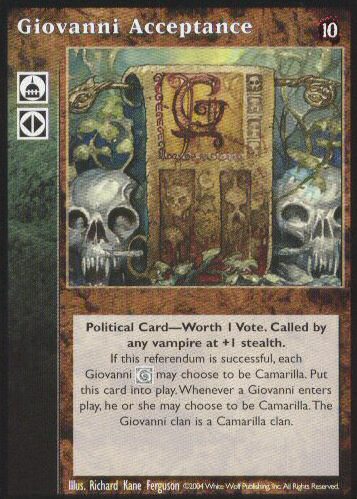 Giovanni Acceptance
10
G
Political Card—Worth 1 Vote. Called by
any vampire at +1 stealth.
If this referendum is successful, each
Giovanni may choose to be Camarilla. Put
this card into play. Whenever a Giovanni enters
play, he or she may choose to be Camarilla. The
Giovanni clan is a Camarilla clan.
Illus. Richard Kane Ferguson ©2004 White Wolf Publishing, Inc. All Rights Reserved.